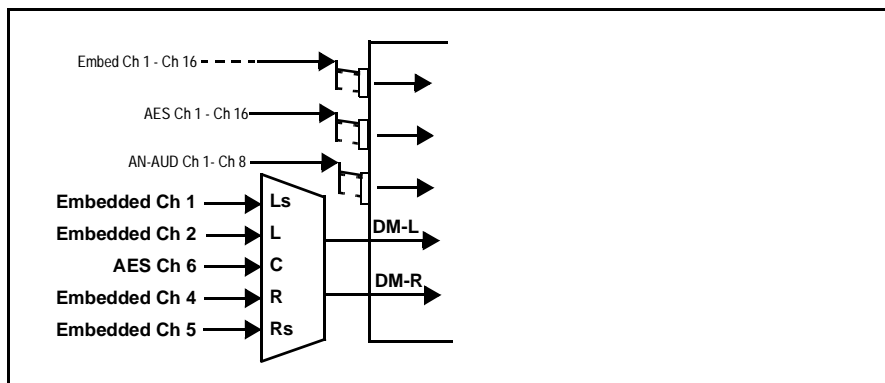 Embed Ch 1 - Ch 16
AES Ch 1 - Ch 16
AN-AUD Ch 1- Ch 8
Embedded Ch 1 Ls
Embedded Ch 2 L DM-L
AES Ch 6 C
Embedded Ch 4 R DM-R
Embedded Ch 5 Rs